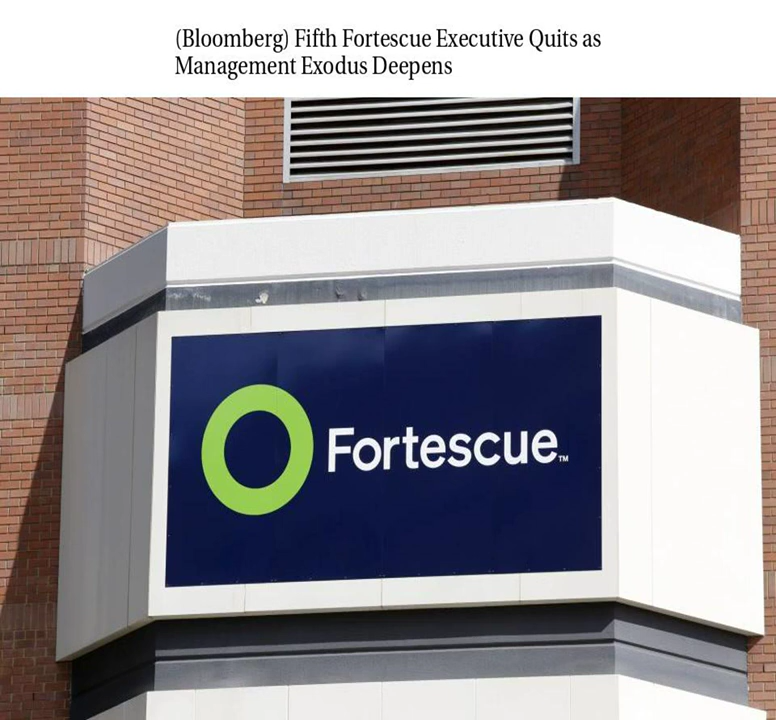 (Bloomberg) Fifth Fortescue Executive Quits as
Management Exodus Deepens
Fortescue™